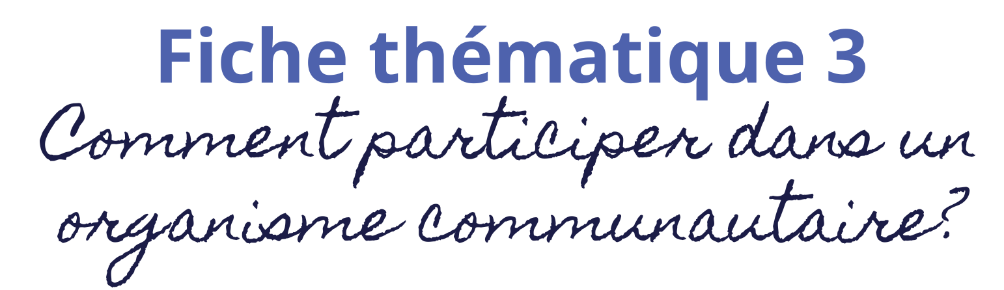 Fiche thématique 3
Comment participer dans un
organisme communautaire?